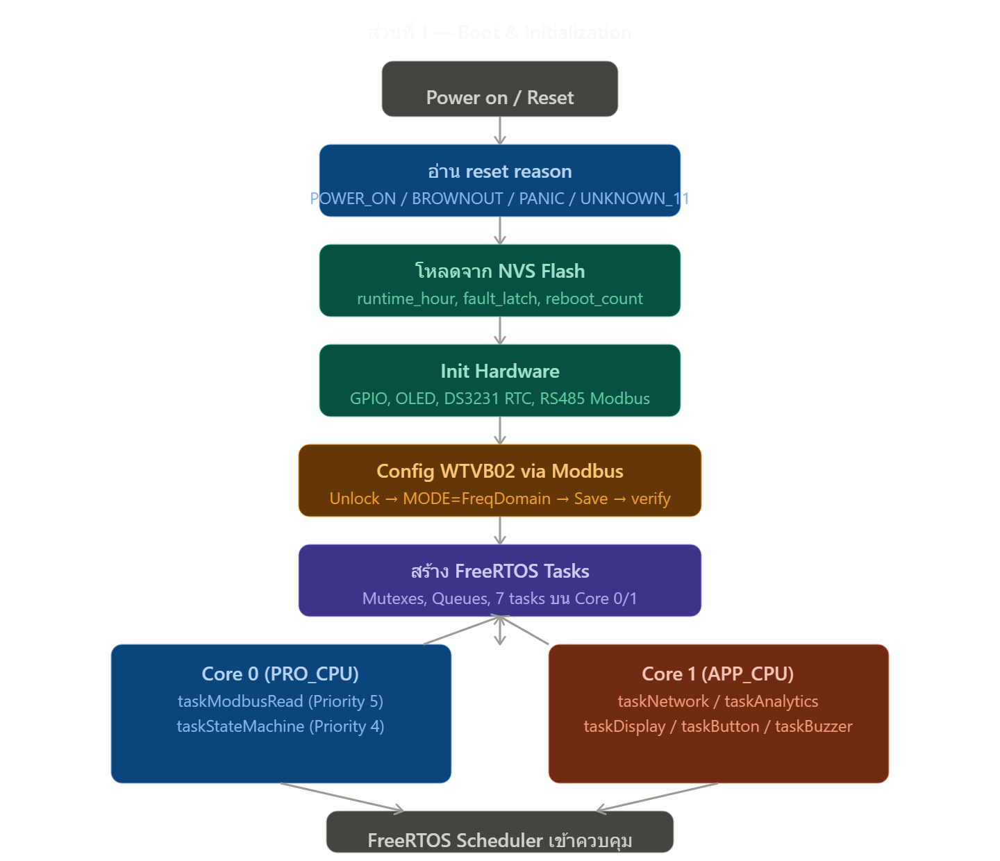 ส่วนที่ 1 — Boot & Initialization
Power on / Reset
อ่าน reset reason
POWER_ON / BROWNOUT / PANIC / UNKNOWN_11
โหลดจาก NVS Flash
runtime_hour, fault_latch, reboot_count
Init Hardware
GPIO, OLED, DS3231 RTC, RS485 Modbus
Config WTVB02 via Modbus
Unlock → MODE=FreqDomain → Save → verify
สร้าง FreeRTOS Tasks
Mutexes, Queues, 7 tasks บน Core 0/1
Core 0 (PRO_CPU)
taskModbusRead (Priority 5)
taskStateMachine (Priority 4)
Core 1 (APP_CPU)
taskNetwork / taskAnalytics
taskDisplay / taskButton / taskBuzzer
FreeRTOS Scheduler เข้าควบคุม